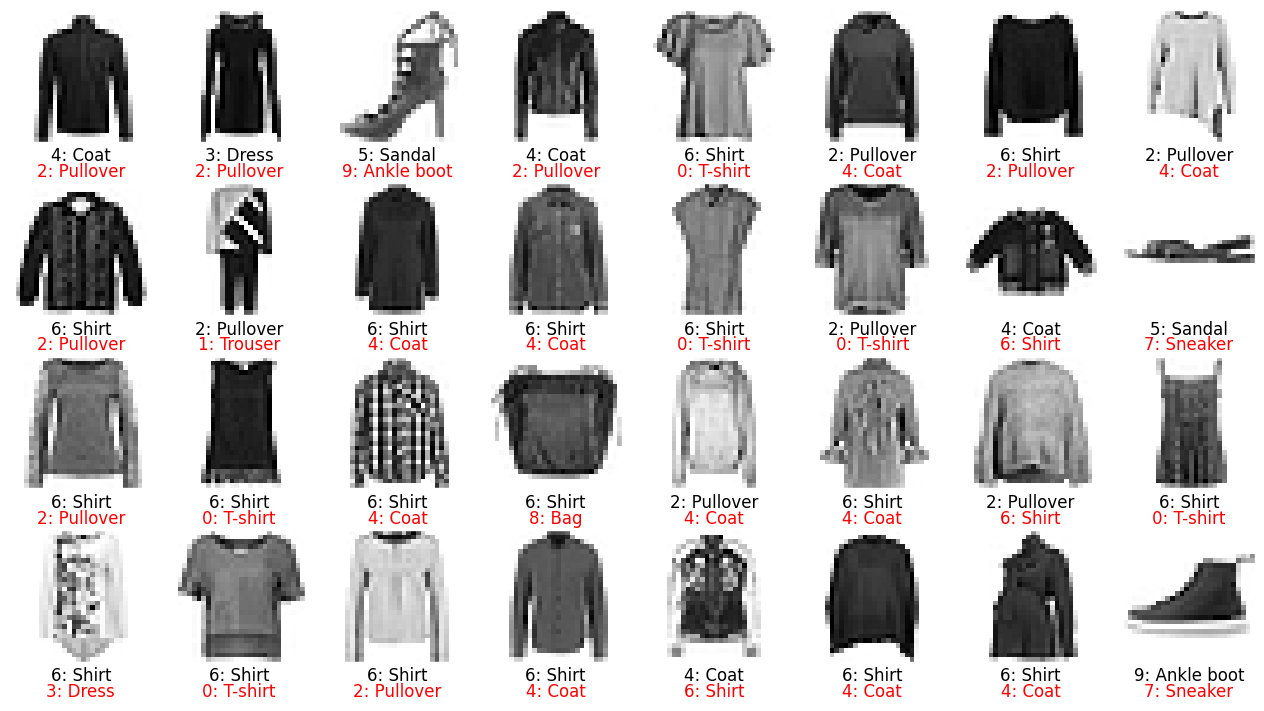 4: Coat
2: Pullover
3: Dress
2: Pullover
5: Sandal
9: Ankle boot
4: Coat
2: Pullover
6: Shirt
0: T-shirt
2: Pullover
4: Coat
6: Shirt
2: Pullover
2: Pullover
4: Coat
6: Shirt
2: Pullover
2: Pullover
1: Trouser
6: Shirt
4: Coat
6: Shirt
4: Coat
6: Shirt
0: T-shirt
2: Pullover
0: T-shirt
4: Coat
6: Shirt
5: Sandal
7: Sneaker
6: Shirt
2: Pullover
6: Shirt
0: T-shirt
6: Shirt
4: Coat
6: Shirt
8: Bag
2: Pullover
4: Coat
6: Shirt
4: Coat
2: Pullover
6: Shirt
6: Shirt
0: T-shirt
6: Shirt
3: Dress
6: Shirt
0: T-shirt
6: Shirt
2: Pullover
6: Shirt
4: Coat
4: Coat
6: Shirt
6: Shirt
4: Coat
6: Shirt
4: Coat
9: Ankle boot
7: Sneaker